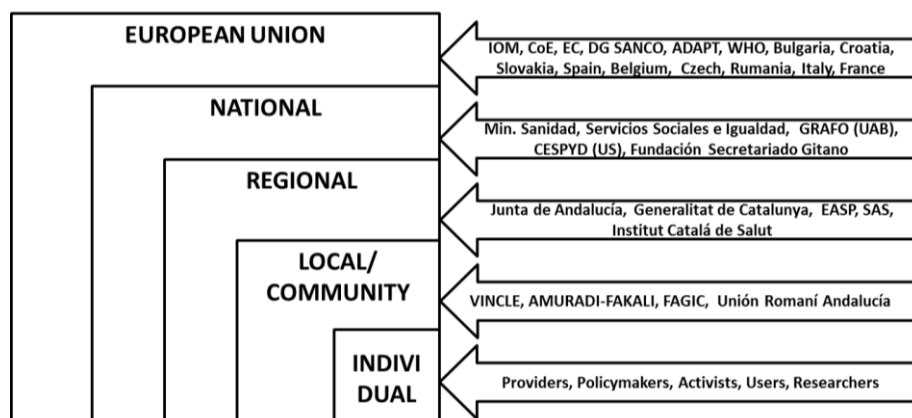 EUROPEAN UNION
IOM, CoE, EC, DG SANCO, ADAPT, WHO, Bulgaria, Croatia,
Slovakia, Spain, Belgium, Czech, Rumania, Italy, France
NATIONAL
Min. Sanidad, Servicios Sociales e Igualdad, GRAFO (UAB),
CESPYD (US), Fundación Secretariado Gitano
REGIONAL
Junta de Andalucía, Generalitat de Catalunya, EASP, SAS,
Institut Catalá de Salut
LOCAL/
COMMUNITY
VINCLE, AMURADI-FAKALI, FAGIC, Unión Romaní Andalucía
INDIVI
DUAL
Providers, Policymakers, Activists, Users, Researchers